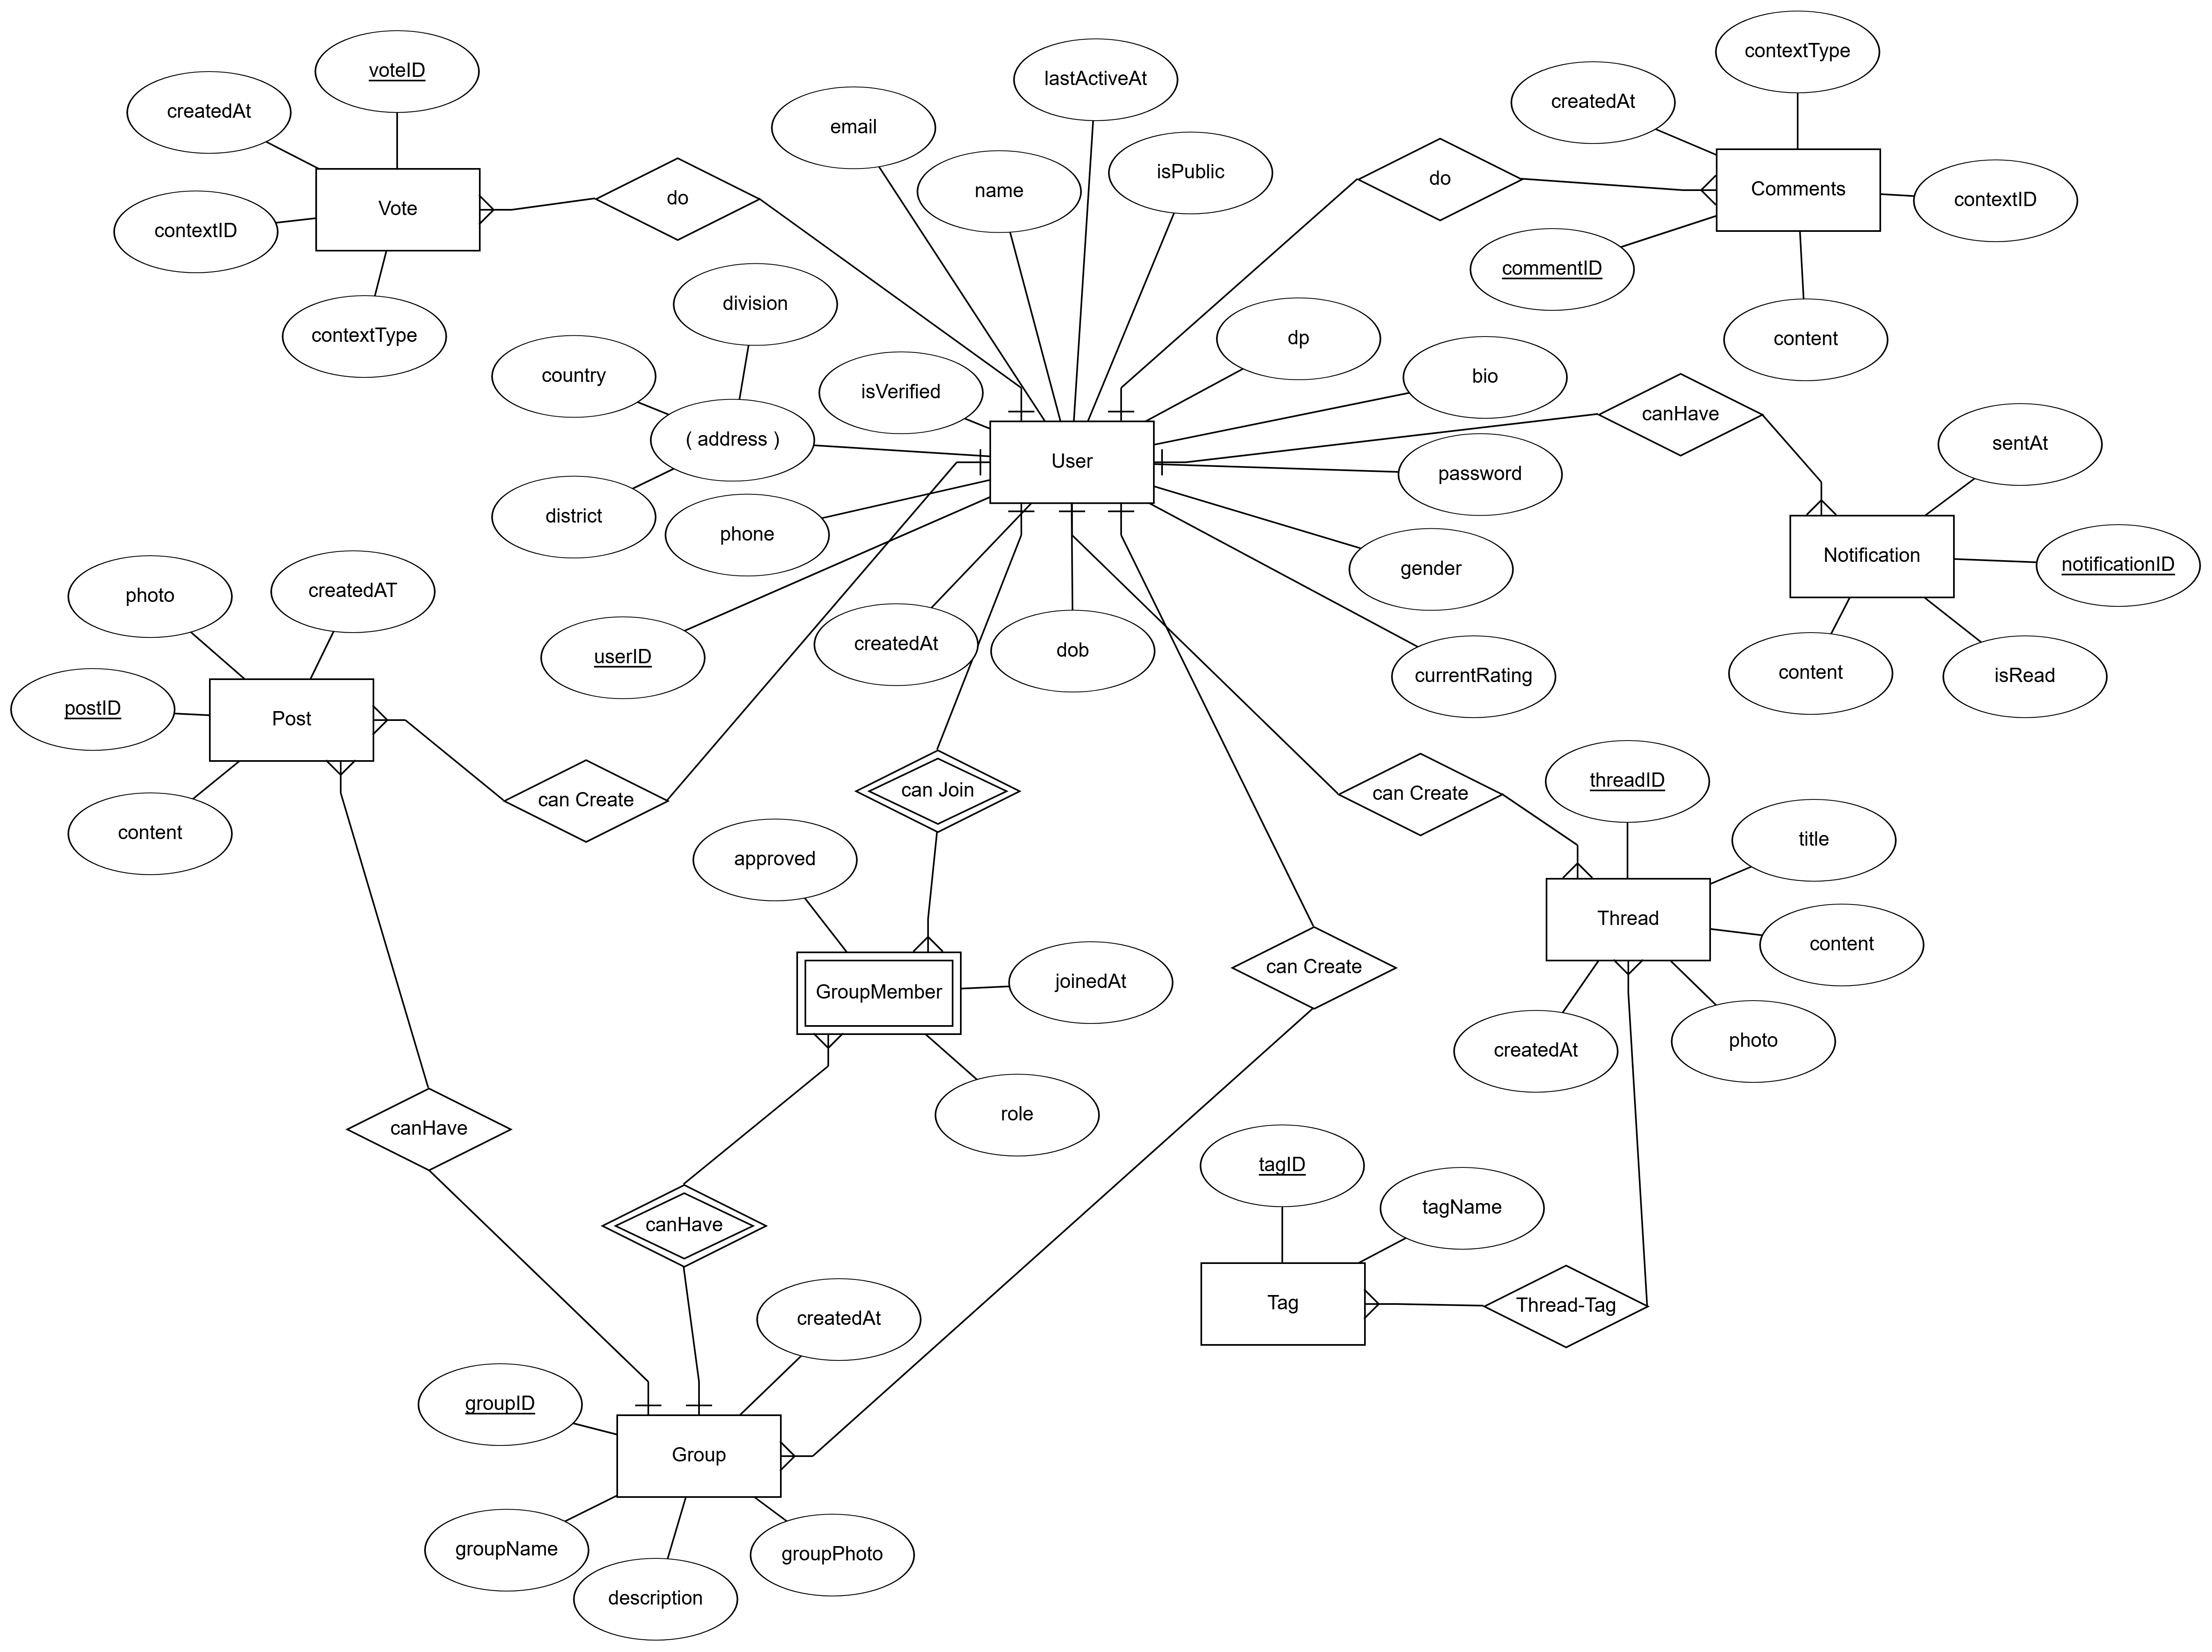 contextType
lastActiveAt
voteID
createdAt
createdAt
email
isPublic
do
Comments
name
do
contextID
Vote
contextID
commentID
division
contextType
dp
content
country
isVerified
bio
canHave
( address )
User
sentAt
password
district
phone
Notification
notificationID
gender
photo
createdAT
userID
createdAt
dob
content
isRead
currentRating
postID
Post
threadID
can Join
can Create
can Create
content
title
approved
Thread
content
can Create
joinedAt
GroupMember
photo
createdAt
role
canHave
tagID
tagName
canHave
Tag
Thread-Tag
createdAt
groupID
Group
groupName
groupPhoto
description